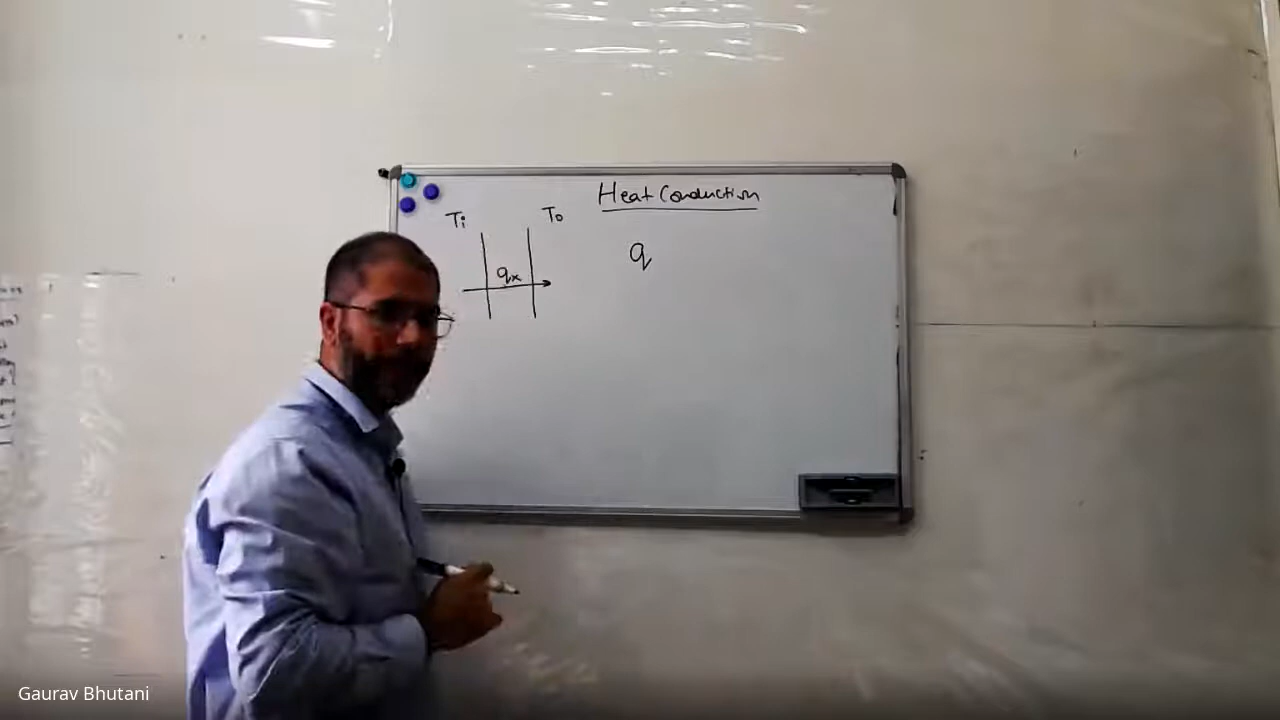 Heat Conduction
Ti To
qx
q
Gaurav Bhutani